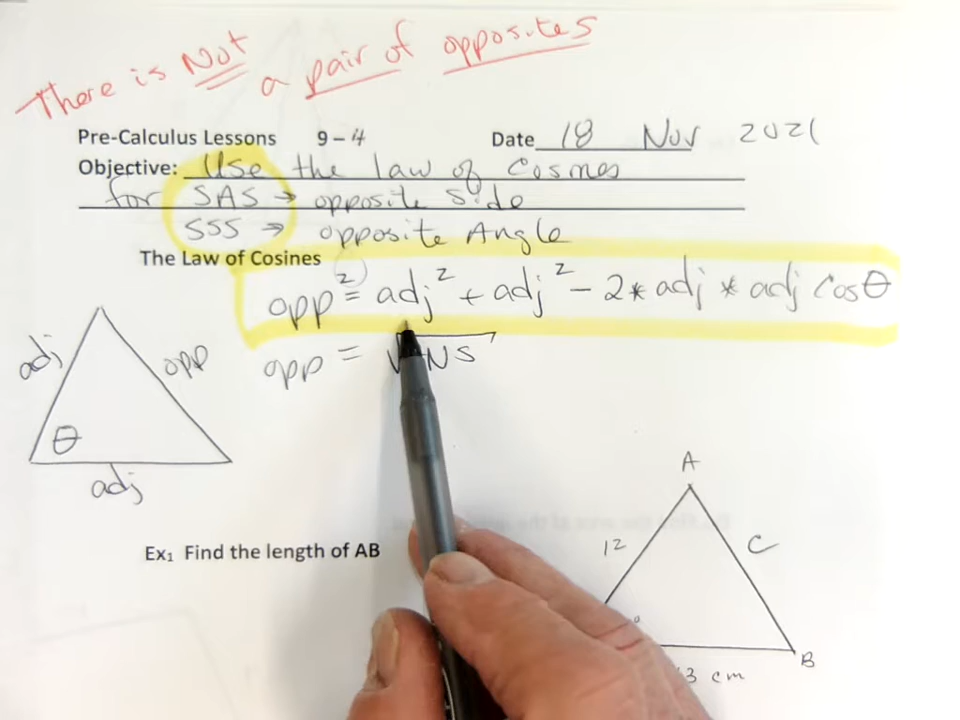 There is Not a pair of opposites
Pre-Calculus Lessons 9-4 Date 18 Nov 2021
Objective: Use the law of Cosines
for SAS → opposite side
SSS → opposite Angle
The Law of Cosines
opp² = adj² + adj² - 2* adj * adj Cosθ
opp =
adj
opp
θ
adj
A
12
C
Ex1 Find the length of AB
B
3 cm